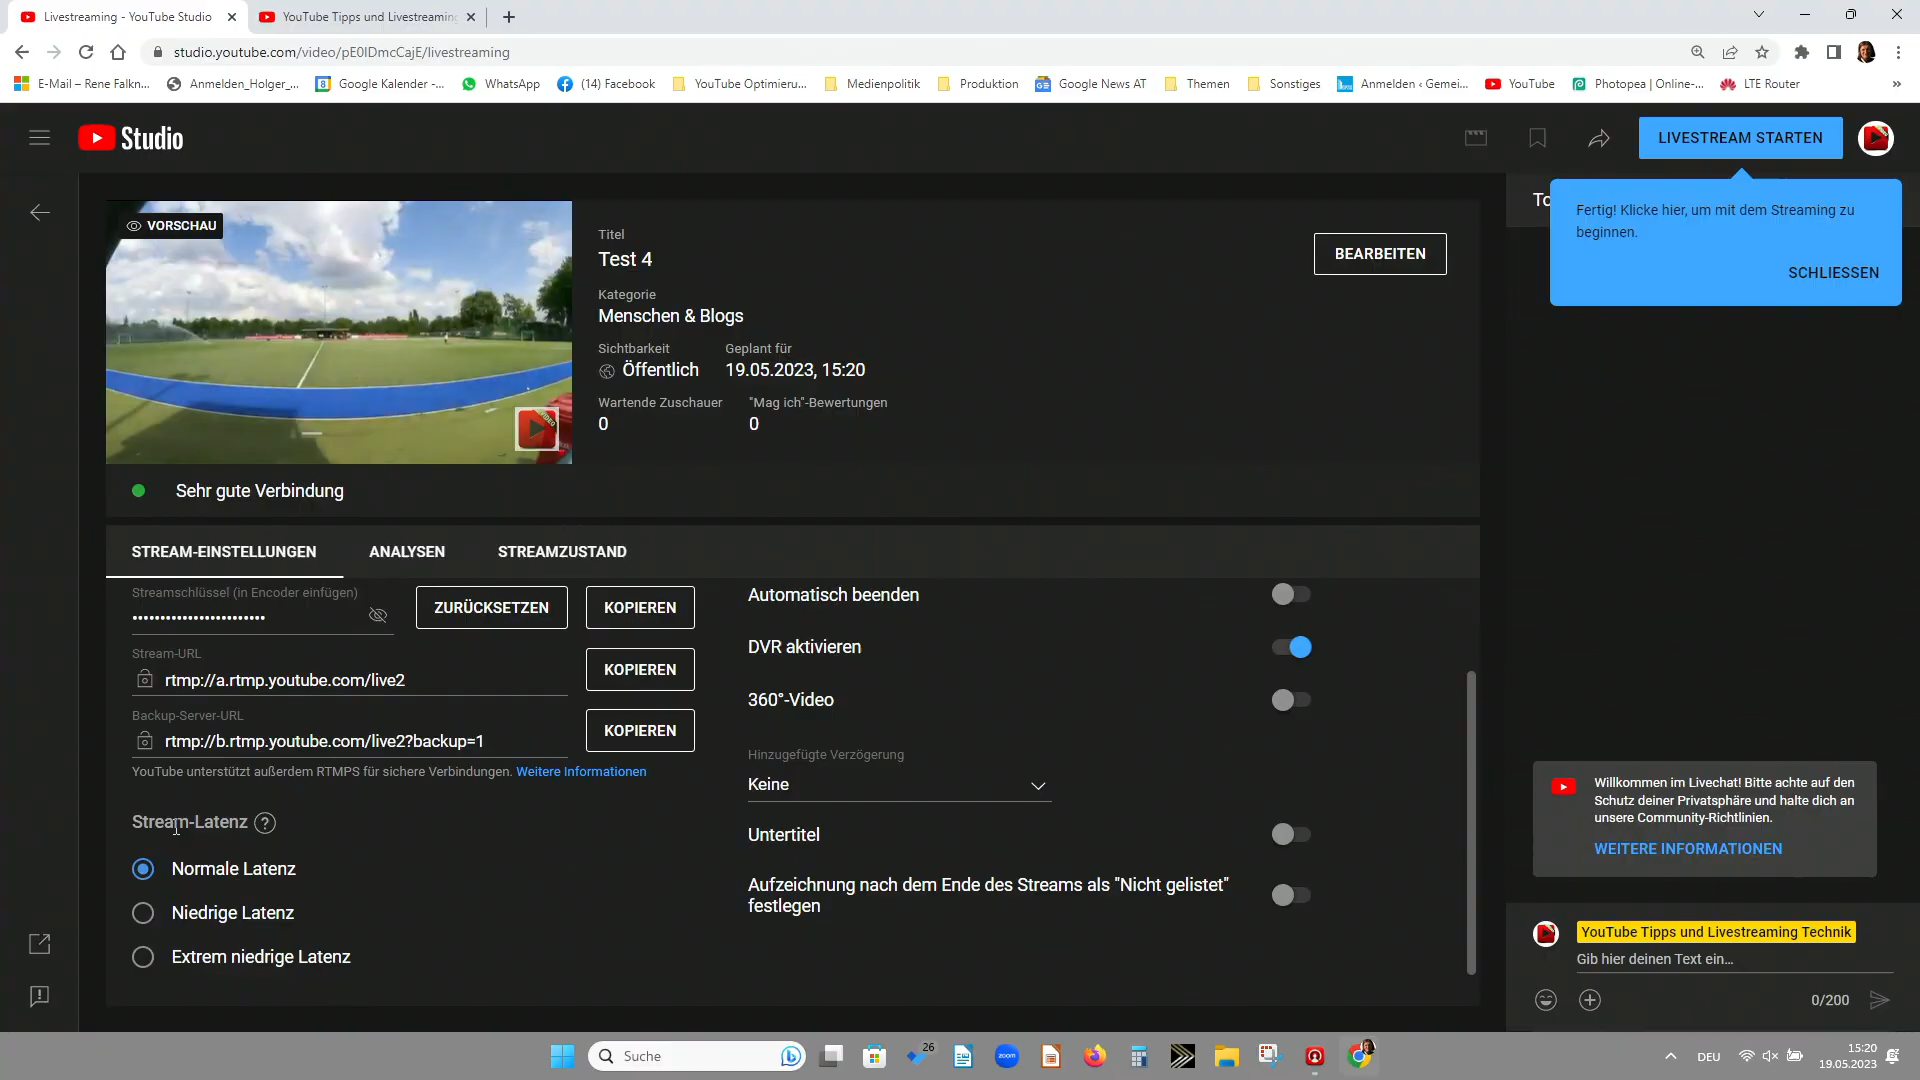 Livestreaming - YouTube Studio
YouTube Tipps und Livestreaming
studio.youtube.com/video/pE0IDmcCajE/livestreaming
E-Mail – Rene Falkn...
Anmelden_Holger_...
Google Kalender -...
WhatsApp
(14) Facebook
YouTube Optimieru...
Medienpolitik
Produktion
Google News AT
Themen
Sonstiges
Anmelden ‹ Gemei...
YouTube
Photopea | Online-...
LTE Router
»
Studio
LIVESTREAM STARTEN
Fertig! Klicke hier, um mit dem Streaming zu
beginnen.
SCHLIESSEN
VORSCHAU
Titel
Test 4
BEARBEITEN
Kategorie
Menschen & Blogs
Sichtbarkeit
Geplant für
Öffentlich
19.05.2023, 15:20
Wartende Zuschauer
"Mag ich"-Bewertungen
0
0
Sehr gute Verbindung
STREAM-EINSTELLUNGEN
ANALYSEN
STREAMZUSTAND
Streamschlüssel (in Encoder einfügen)
ZURÜCKSETZEN
KOPIEREN
Stream-URL
rtmp://a.rtmp.youtube.com/live2
KOPIEREN
Backup-Server-URL
rtmp://b.rtmp.youtube.com/live2?backup=1
KOPIEREN
YouTube unterstützt außerdem RTMPS für sichere Verbindungen. Weitere Informationen
Stream-Latenz
Normale Latenz
Niedrige Latenz
Extrem niedrige Latenz
Automatisch beenden
DVR aktivieren
360°-Video
Hinzugefügte Verzögerung
Keine
Untertitel
Aufzeichnung nach dem Ende des Streams als "Nicht gelistet"
festlegen
To
Willkommen im Livechat! Bitte achte auf den
Schutz deiner Privatsphäre und halte dich an
unsere Community-Richtlinien.
WEITERE INFORMATIONEN
YouTube Tipps und Livestreaming Technik
Gib hier deinen Text ein...
0/200
Suche
26
zoom
DEU
15:20
19.05.2023